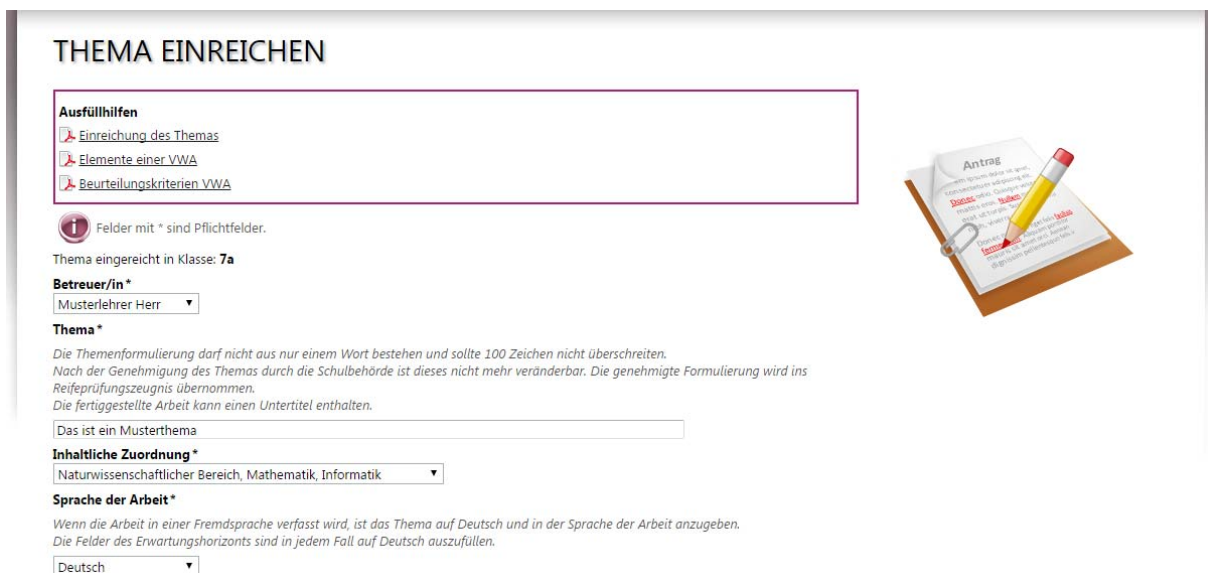 THEMA EINREICHEN
Ausfüllhilfen
Einreichung des Themas
Elemente einer VWA
Beurteilungskriterien VWA
Felder mit * sind Pflichtfelder.
Thema eingereicht in Klasse: 7a
Betreuer/in*
Musterlehrer Herr
Thema*
Die Themenformulierung darf nicht aus nur einem Wort bestehen und sollte 100 Zeichen nicht überschreiten.
Nach der Genehmigung des Themas durch die Schulbehörde ist dieses nicht mehr veränderbar. Die genehmigte Formulierung wird ins
Reifeprüfungszeugnis übernommen.
Die fertiggestellte Arbeit kann einen Untertitel enthalten.
Das ist ein Musterthema
Inhaltliche Zuordnung*
Naturwissenschaftlicher Bereich, Mathematik, Informatik
Sprache der Arbeit*
Wenn die Arbeit in einer Fremdsprache verfasst wird, ist das Thema auf Deutsch und in der Sprache der Arbeit anzugeben.
Die Felder des Erwartungshorizonts sind in jedem Fall auf Deutsch auszufüllen.
Deutsch
Antrag